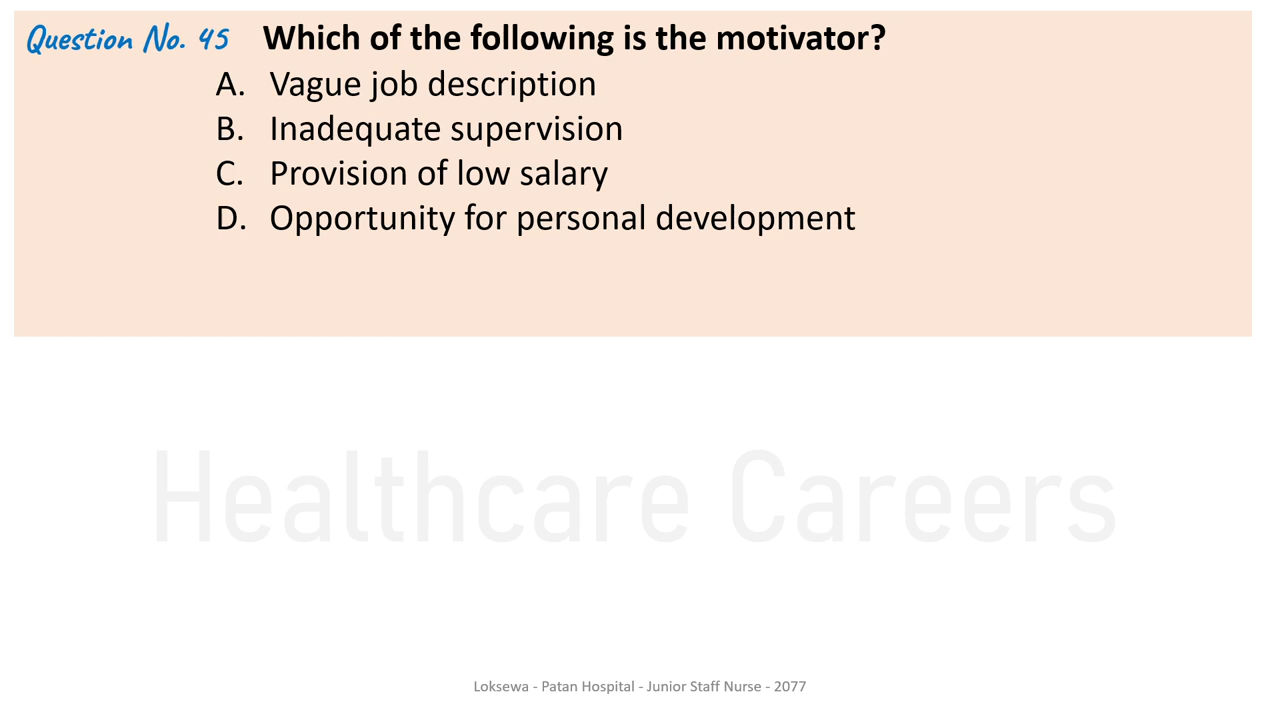 Question No. 45 Which of the following is the motivator?
A. Vague job description
B. Inadequate supervision
C. Provision of low salary
D. Opportunity for personal development
Healthcare Careers
Loksewa - Patan Hospital - Junior Staff Nurse - 2077